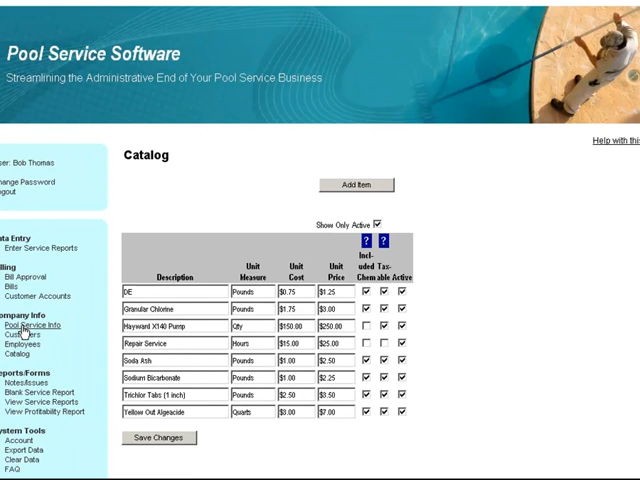 Pool Service Software
Streamlining the Administrative End of Your Pool Service Business
Help with this
ser: Bob Thomas
hange Password
ogout
Catalog
Add Item
Show Only Active
? ?
Incl-
uded Tax-
Description Unit Measure Unit Cost Unit Price Chem able Active
DE Pounds $0.75 $1.25
Granular Chlorine Pounds $1.75 $3.00
Hayward X140 Pump Qty $150.00 $250.00
Repair Service Hours $15.00 $25.00
Soda Ash Pounds $1.00 $2.50
Sodium Bicarbonate Pounds $1.00 $2.25
Trichlor Tabs (1 inch) Pounds $2.50 $3.50
Yellow Out Algeacide Quarts $3.00 $7.00
Save Changes
ata Entry
Enter Service Reports
lling
Bill Approval
Bills
Customer Accounts
ompany Info
Pool Service Info
Customers
Employees
Catalog
eports/Forms
Notes/Issues
Blank Service Report
View Service Reports
View Profitability Report
ystem Tools
Account
Export Data
Clear Data
FAQ